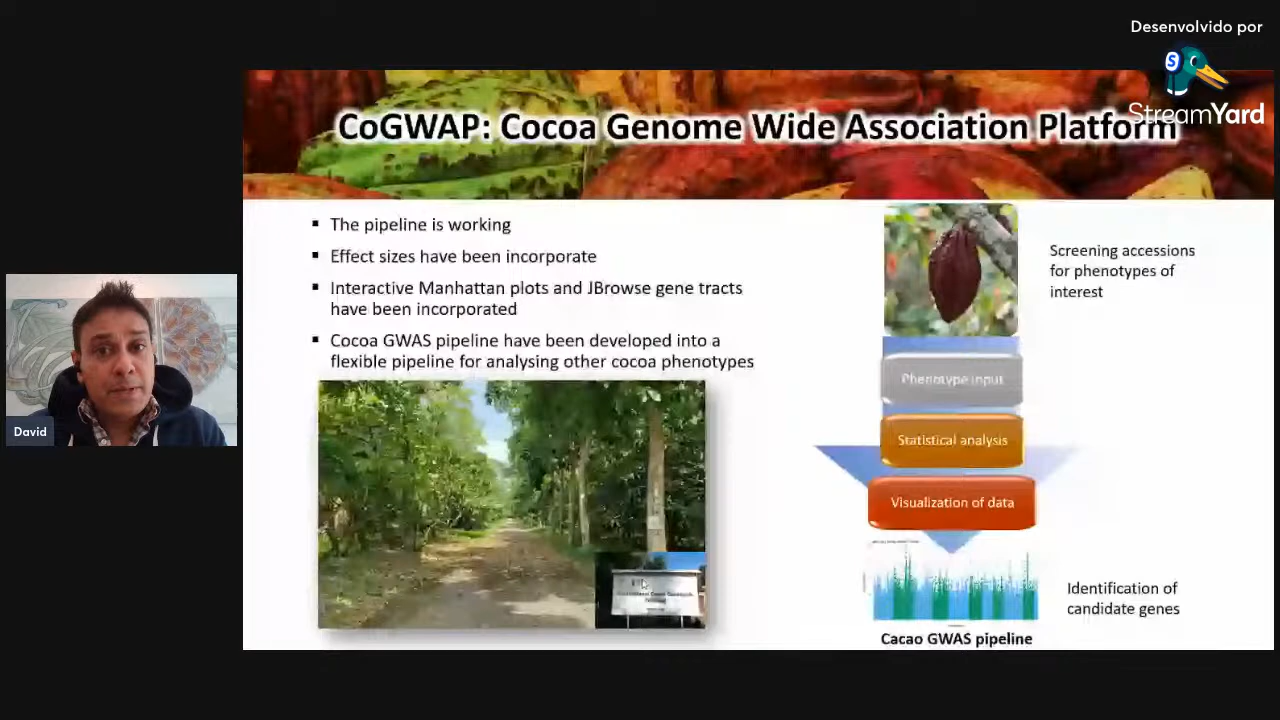 Desenvolvido por
StreamYard
CoGWAP: Cocoa Genome Wide Association Platform
The pipeline is working
Effect sizes have been incorporate
Interactive Manhattan plots and JBrowse gene tracts
have been incorporated
Cocoa GWAS pipeline have been developed into a
flexible pipeline for analysing other cocoa phenotypes
Screening accessions
for phenotypes of
interest
Phenotype input
Statistical analysis
Visualization of data
Identification of
candidate genes
Cacao GWAS pipeline
David